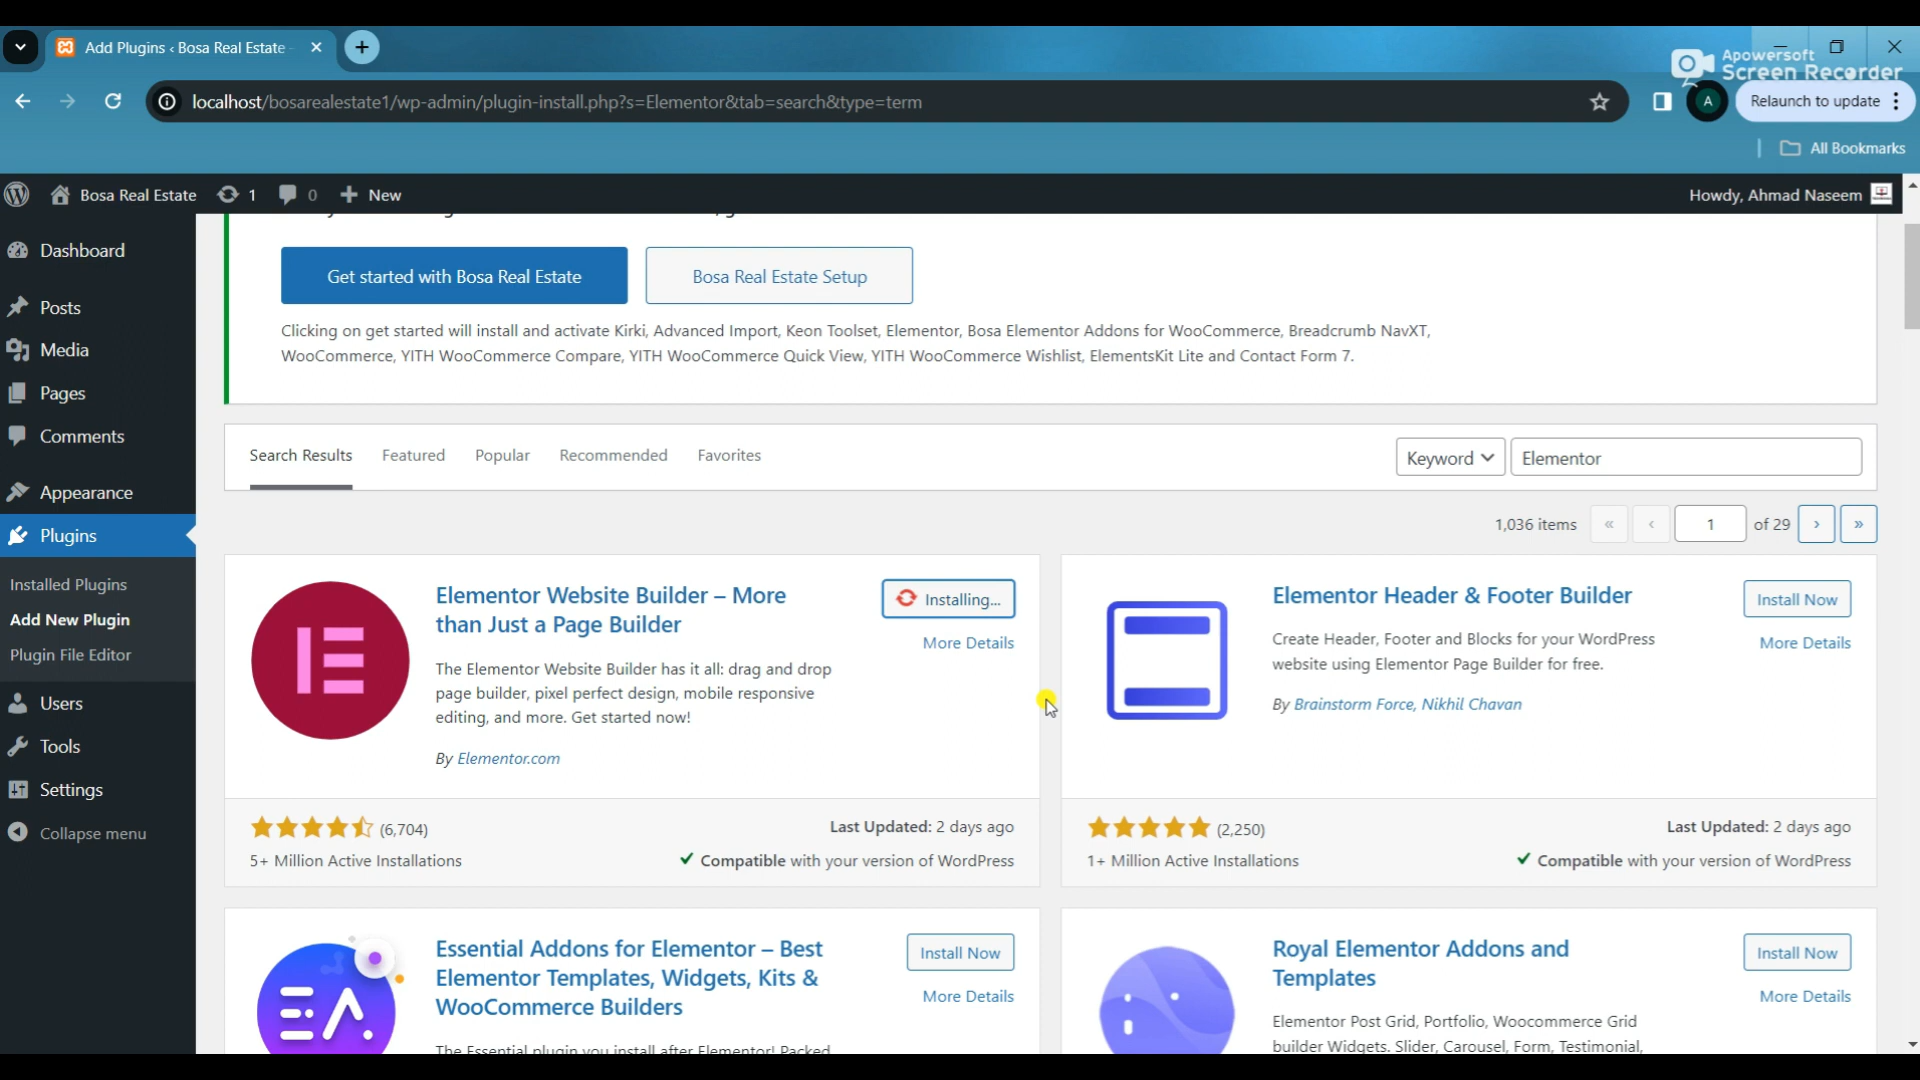 Add Plugins ‹ Bosa Real Estate
Apowersoft
Screen Recorder
localhost/bosarealestate1/wp-admin/plugin-install.php?s=Elementor&tab=search&type=term
A
Relaunch to update
All Bookmarks
Bosa Real Estate
1
0
New
Howdy, Ahmad Naseem
Dashboard
Posts
Media
Pages
Comments
Appearance
Plugins
Installed Plugins
Add New Plugin
Plugin File Editor
Users
Tools
Settings
Collapse menu
Get started with Bosa Real Estate
Bosa Real Estate Setup
Clicking on get started will install and activate Kirki, Advanced Import, Keon Toolset, Elementor, Bosa Elementor Addons for WooCommerce, Breadcrumb NavXT,
WooCommerce, YITH WooCommerce Compare, YITH WooCommerce Quick View, YITH WooCommerce Wishlist, ElementsKit Lite and Contact Form 7.
Search Results
Featured
Popular
Recommended
Favorites
Keyword
Elementor
1,036 items
«
‹
1
of 29
›
»
Elementor Website Builder – More
than Just a Page Builder
Installing...
More Details
The Elementor Website Builder has it all: drag and drop
page builder, pixel perfect design, mobile responsive
editing, and more. Get started now!
By Elementor.com
(6,704)
Last Updated: 2 days ago
5+ Million Active Installations
Compatible with your version of WordPress
Elementor Header & Footer Builder
Install Now
More Details
Create Header, Footer and Blocks for your WordPress
website using Elementor Page Builder for free.
By Brainstorm Force, Nikhil Chavan
(2,250)
Last Updated: 2 days ago
1+ Million Active Installations
Compatible with your version of WordPress
Essential Addons for Elementor – Best
Elementor Templates, Widgets, Kits &
WooCommerce Builders
Install Now
More Details
The Essential plugin you install after Elementor! Packed
Royal Elementor Addons and
Templates
Install Now
More Details
Elementor Post Grid, Portfolio, Woocommerce Grid
builder Widgets, Slider, Carousel, Form, Testimonial,